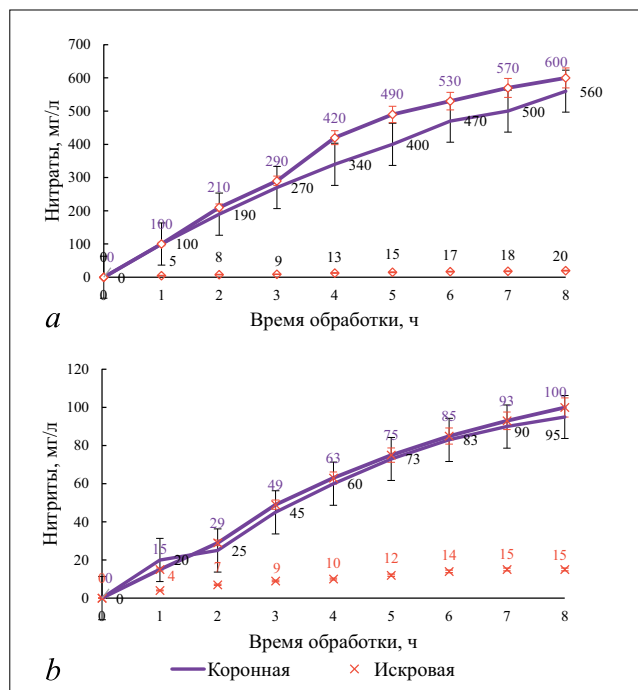 a
Нитраты, мг/л
700
600
500
400
300
200
100
0
0 100 210 290 420 490 530 570 600
0 100 190 270 340 400 470 500 560
5 8 9 13 15 17 18 20
0 1 2 3 4 5 6 7 8
Время обработки, ч
b
Нитриты, мг/л
120
100
80
60
40
20
0
0 15 29 49 63 75 85 93 100
0 20 25 45 60 73 83 90 95
0 4 7 9 10 12 14 15 15
0 1 2 3 4 5 6 7 8
Время обработки, ч
Коронная Искровая